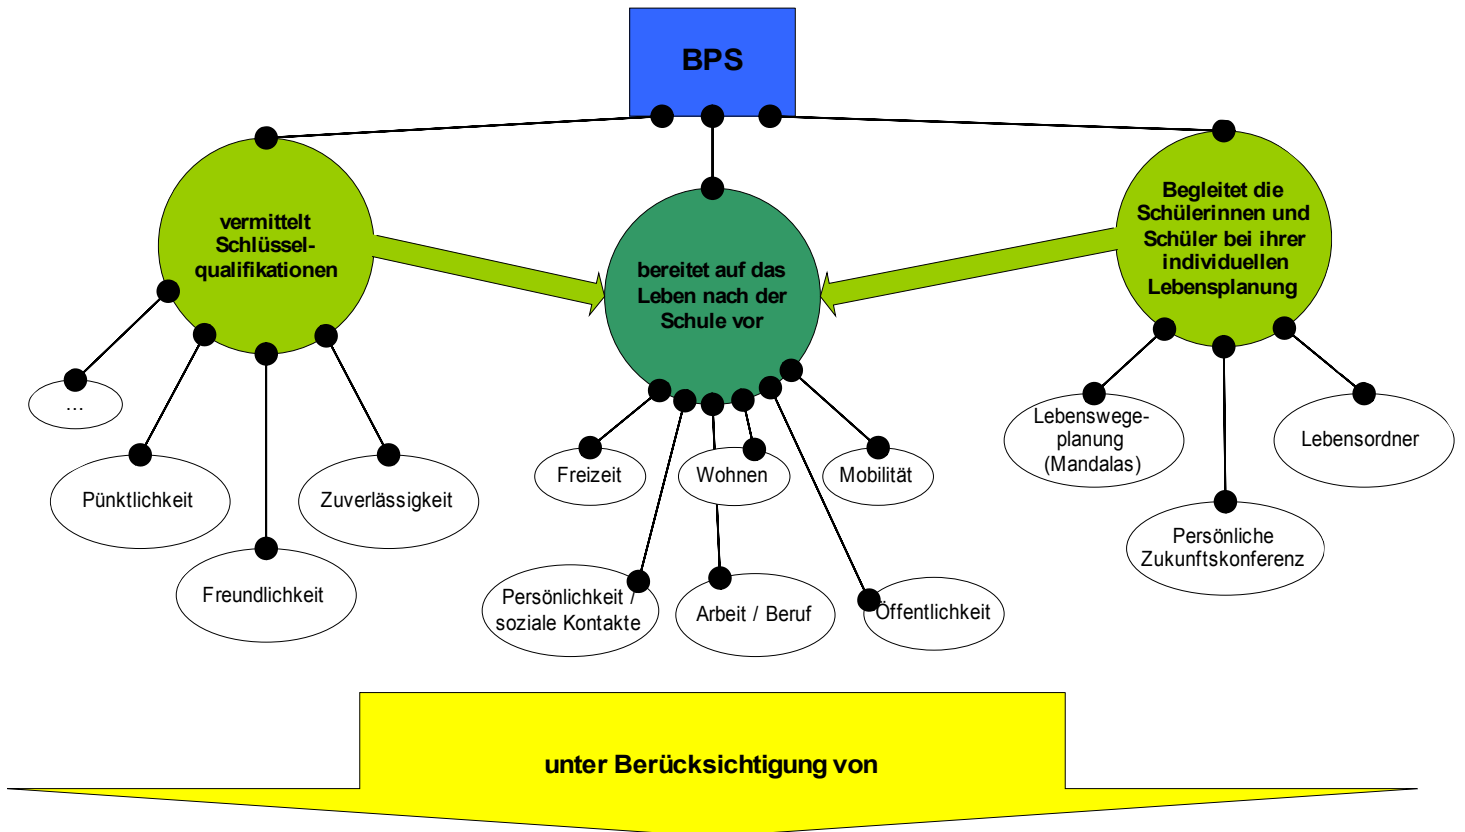 BPS
vermittelt
Schlüssel-
qualifikationen
bereitet auf das
Leben nach der
Schule vor
Begleitet die
Schülerinnen und
Schüler bei ihrer
individuellen
Lebensplanung
...
Pünktlichkeit
Freundlichkeit
Zuverlässigkeit
Freizeit
Wohnen
Mobilität
Persönlichkeit /
soziale Kontakte
Arbeit / Beruf
Öffentlichkeit
Lebenswege-
planung
(Mandalas)
Persönliche
Zukunftskonferenz
Lebensordner
unter Berücksichtigung von